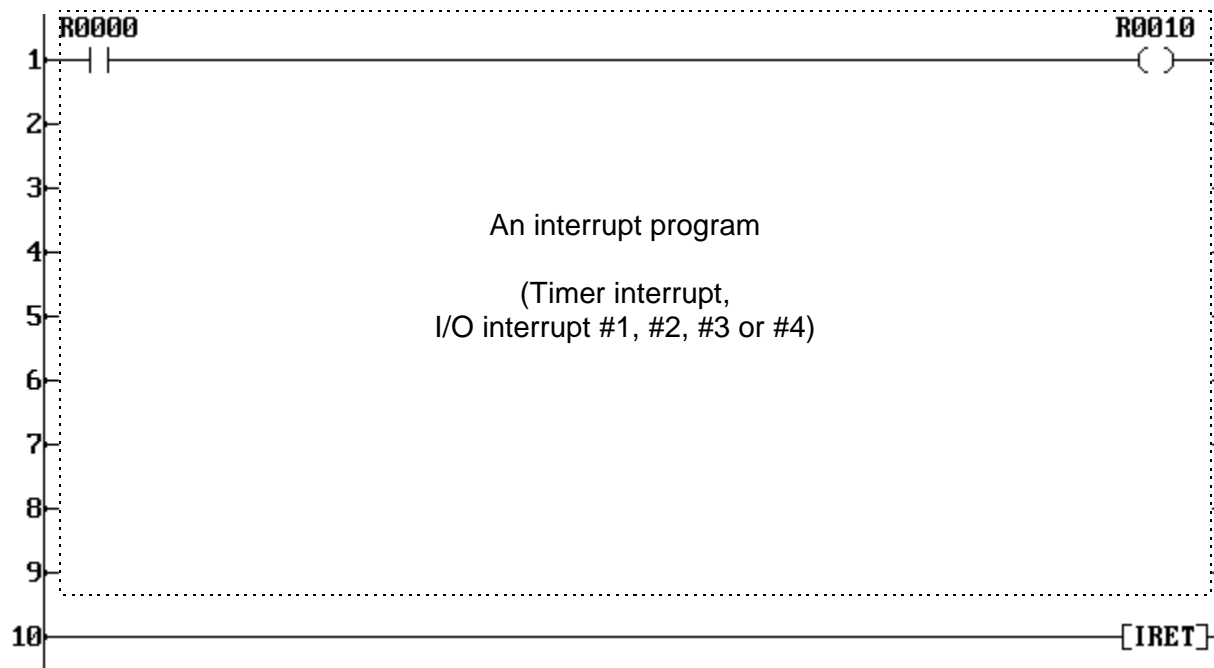 R0000 R0010
1
2
3
An interrupt program
4
(Timer interrupt,
5
I/O interrupt #1, #2, #3 or #4)
6
7
8
9
10 [IRET]